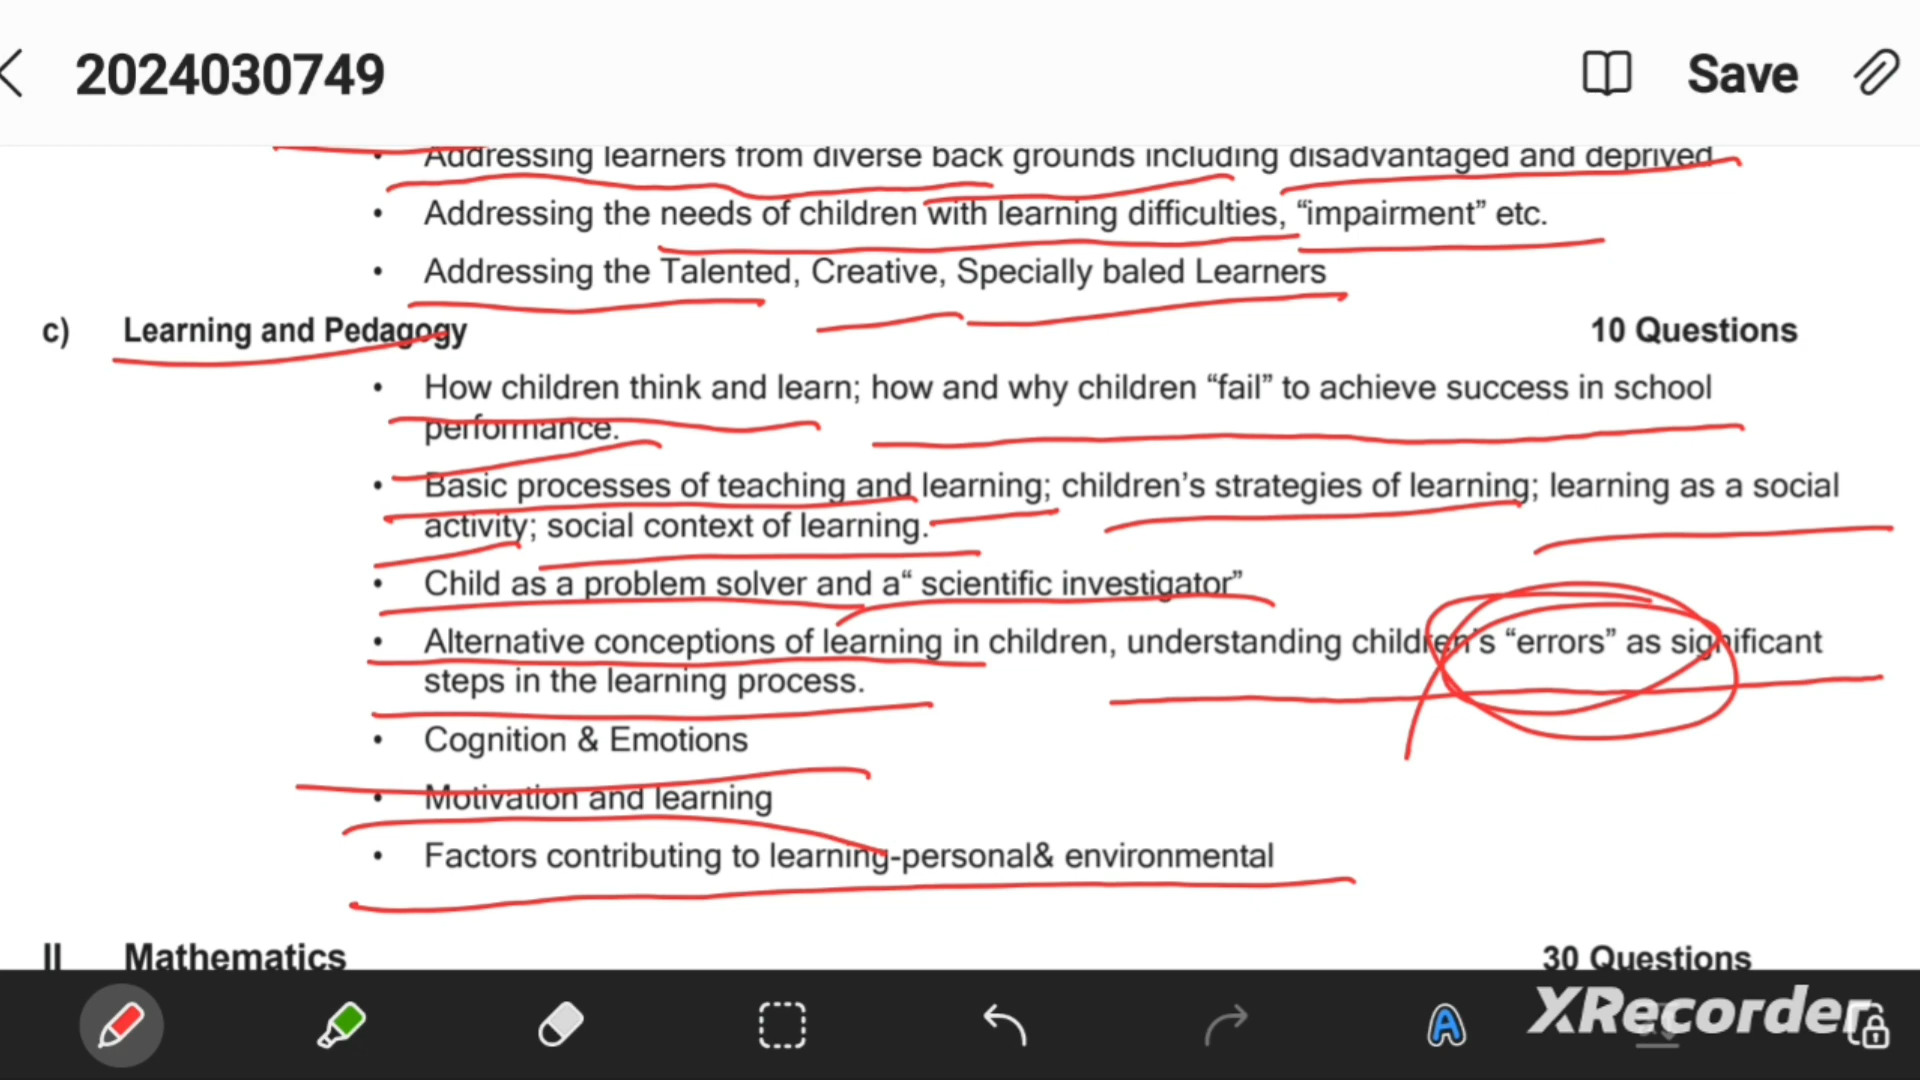 2024030749
Save
• Addressing learners from diverse back grounds including disadvantaged and deprived
• Addressing the needs of children with learning difficulties, “impairment” etc.
• Addressing the Talented, Creative, Specially baled Learners
c) Learning and Pedagogy 10 Questions
• How children think and learn; how and why children “fail” to achieve success in school
performance.
• Basic processes of teaching and learning; children’s strategies of learning; learning as a social
activity; social context of learning.
• Child as a problem solver and a“ scientific investigator”
• Alternative conceptions of learning in children, understanding children’s “errors” as significant
steps in the learning process.
• Cognition & Emotions
• Motivation and learning
• Factors contributing to learning-personal& environmental
II Mathematics 30 Questions
A
XRecorder